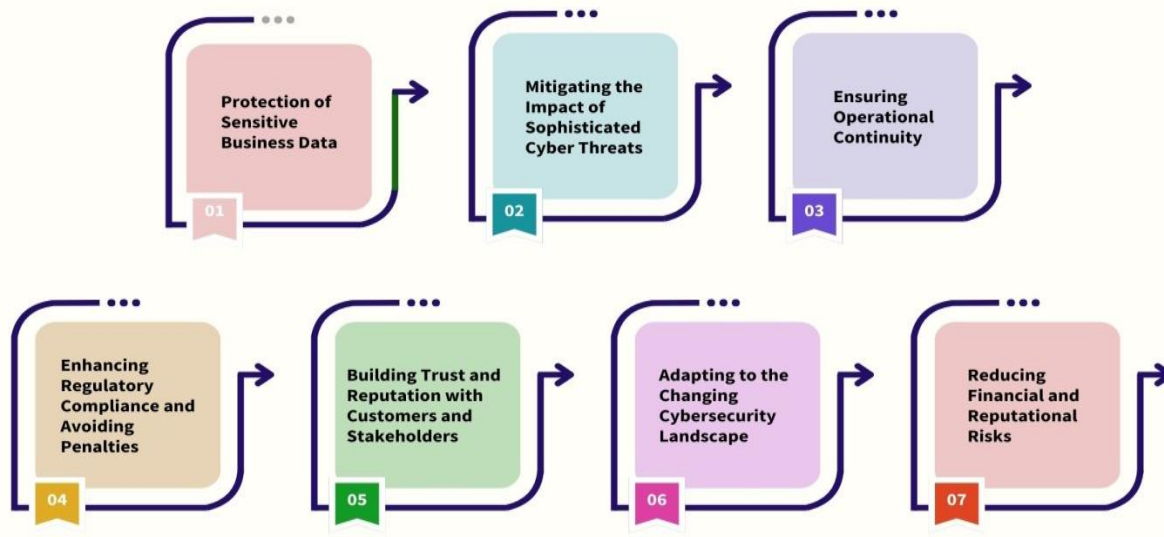 Protection of
Sensitive
Business Data
01
Mitigating the
Impact of
Sophisticated
Cyber Threats
02
Ensuring
Operational
Continuity
03
Enhancing
Regulatory
Compliance and
Avoiding
Penalties
04
Building Trust and
Reputation with
Customers and
Stakeholders
05
Adapting to the
Changing
Cybersecurity
Landscape
06
Reducing
Financial and
Reputational
Risks
07